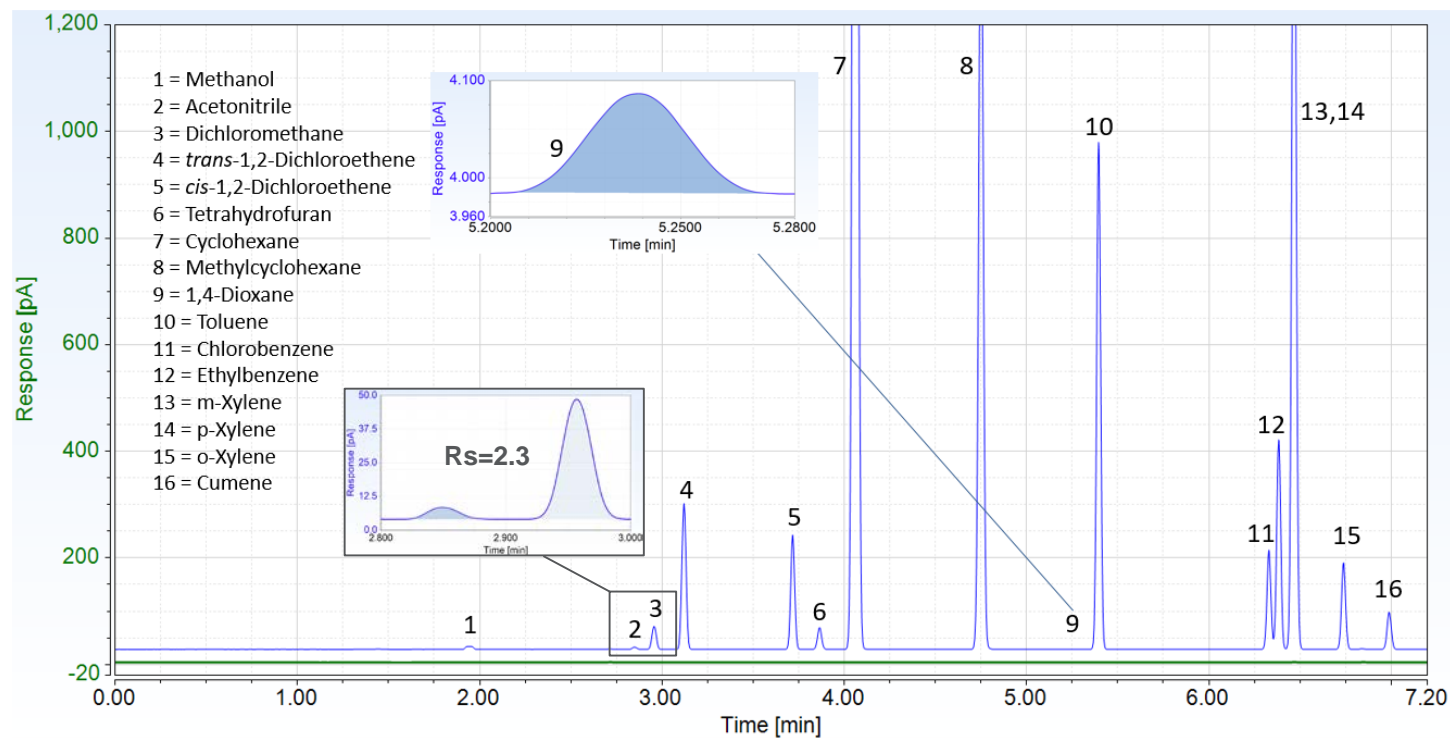 1,200
1,000
800
600
400
200
-20
Response [pA]
1 = Methanol
2 = Acetonitrile
3 = Dichloromethane
4 = trans-1,2-Dichloroethene
5 = cis-1,2-Dichloroethene
6 = Tetrahydrofuran
7 = Cyclohexane
8 = Methylcyclohexane
9 = 1,4-Dioxane
10 = Toluene
11 = Chlorobenzene
12 = Ethylbenzene
13 = m-Xylene
14 = p-Xylene
15 = o-Xylene
16 = Cumene
4.100
4.000
3.960
Response [pA]
9
5.2000 5.2500 5.2800
Time [min]
50.0
37.5
25.0
12.5
0.0
Response [pA]
Rs=2.3
2.800 2.900 3.000
Time [min]
1
2
3
4
5
6
7
8
9
10
11
12
13,14
15
16
0.00 1.00 2.00 3.00 4.00 5.00 6.00 7.20
Time [min]